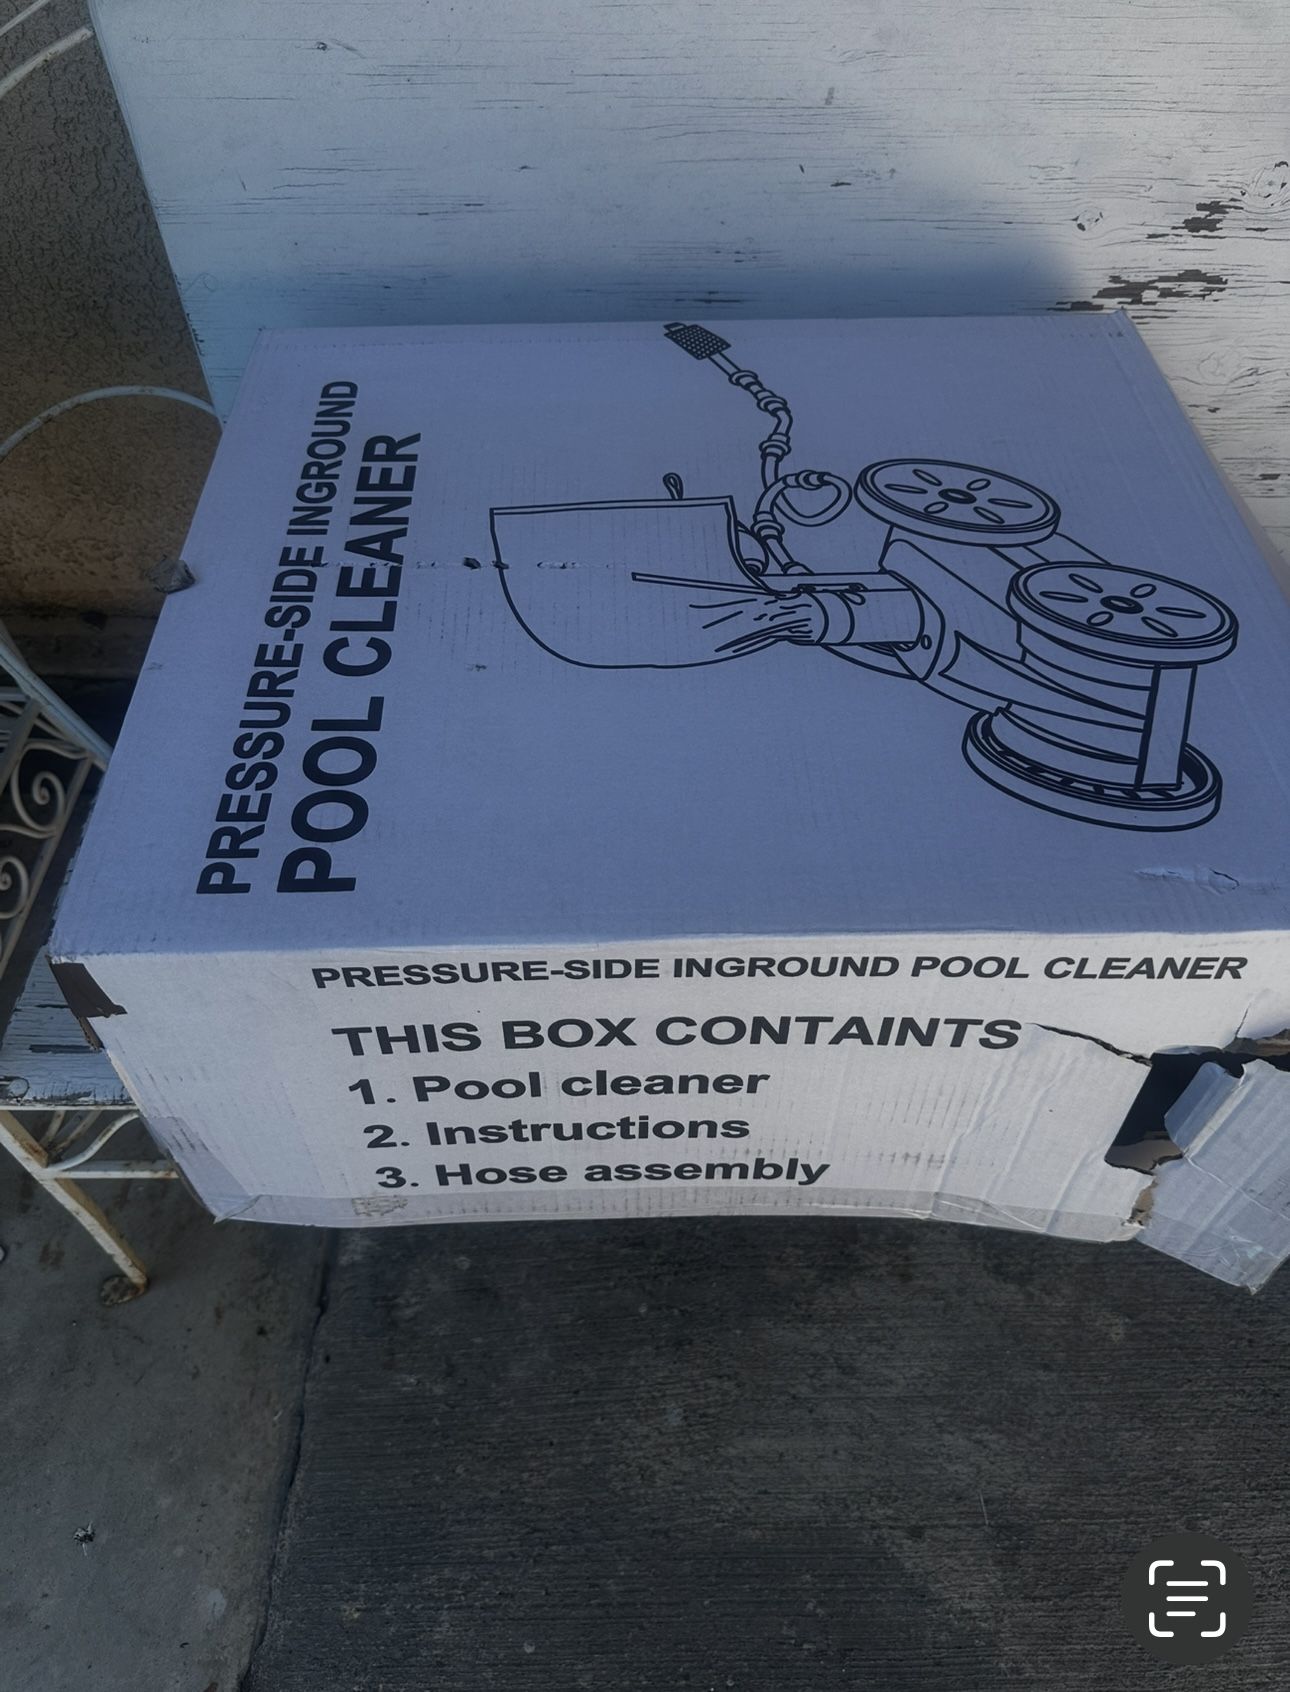 PRESSURE-SIDE INGROUND
POOL CLEANER
PRESSURE-SIDE INGROUND POOL CLEANER
THIS BOX CONTAINTS
1. Pool cleaner
2. Instructions
3. Hose assembly